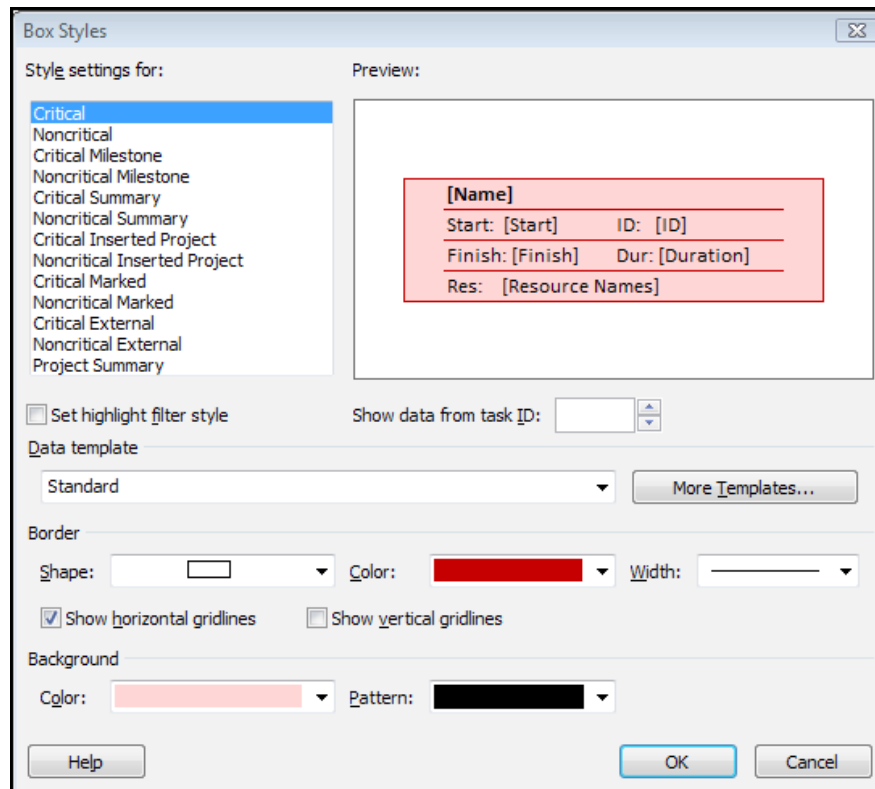 Box Styles
Style settings for:
Preview:
Critical
Noncritical
Critical Milestone
Noncritical Milestone
Critical Summary
Noncritical Summary
Critical Inserted Project
Noncritical Inserted Project
Critical Marked
Noncritical Marked
Critical External
Noncritical External
Project Summary
[Name]
Start: [Start] ID: [ID]
Finish: [Finish] Dur: [Duration]
Res: [Resource Names]
Set highlight filter style
Show data from task ID:
Data template
Standard
More Templates...
Border
Shape: Color: Width:
Show horizontal gridlines
Show vertical gridlines
Background
Color: Pattern:
Help
OK
Cancel